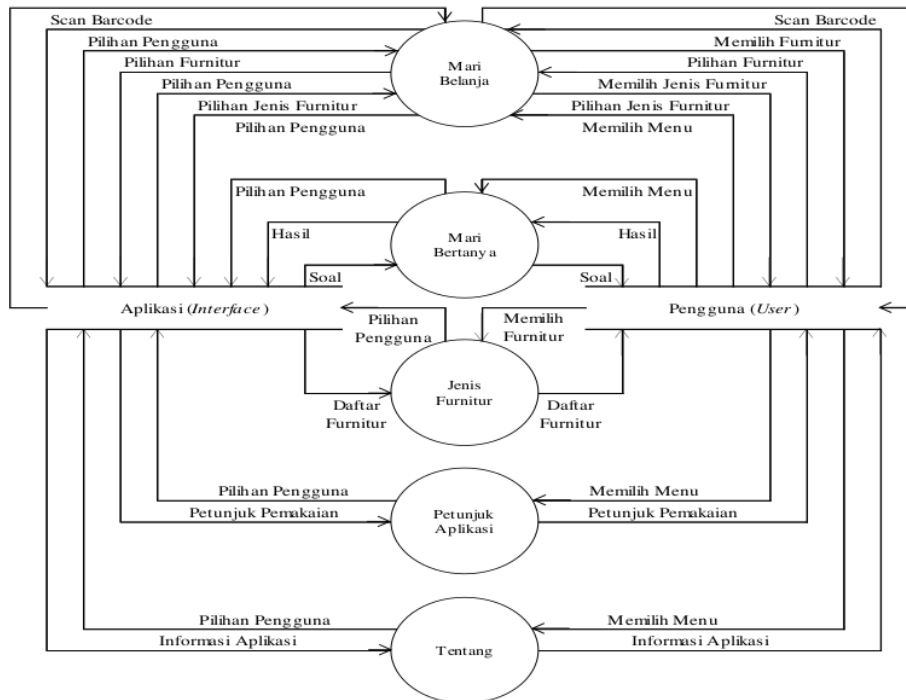 Scan Barcode
Scan Barcode
Pilihan Pengguna
Memilih Furnitur
Pilihan Furnitur
Mari
Belanja
Pilihan Furnitur
Pilihan Pengguna
Memilih Jenis Furnitur
Pilihan Jenis Furnitur
Pilihan Jenis Furnitur
Pilihan Pengguna
Memilih Menu
Pilihan Pengguna
Memilih Menu
Hasil
Mari
Bertanya
Hasil
Soal
Soal
Aplikasi (Interface)
Pengguna (User)
Pilihan
Pengguna
Memilih
Furnitur
Jenis
Furnitur
Daftar
Furnitur
Daftar
Furnitur
Pilihan Pengguna
Memilih Menu
Petunjuk Pemakaian
Petunjuk
Aplikasi
Petunjuk Pemakaian
Pilihan Pengguna
Memilih Menu
Informasi Aplikasi
Tentang
Informasi Aplikasi